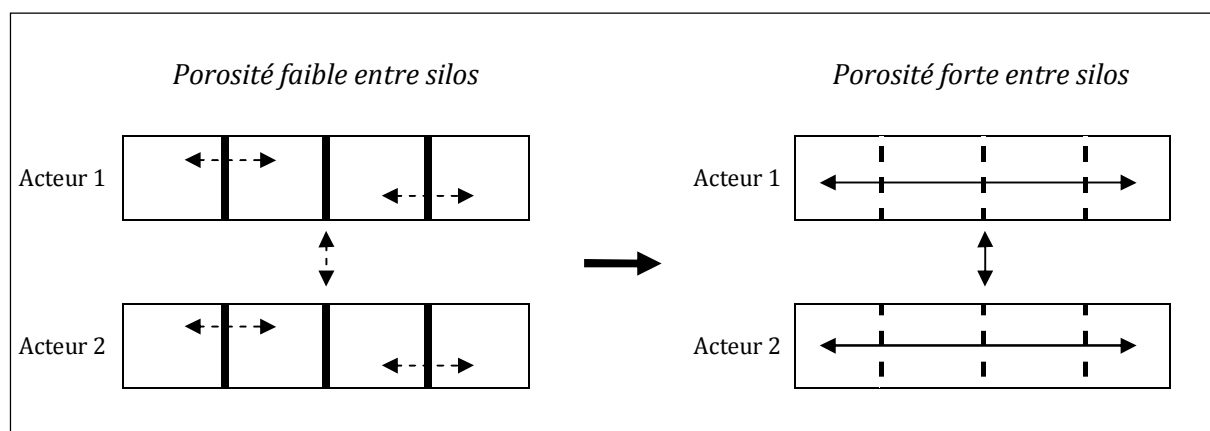 Porosité faible entre silos
Porosité forte entre silos
Acteur 1
Acteur 1
Acteur 2
Acteur 2